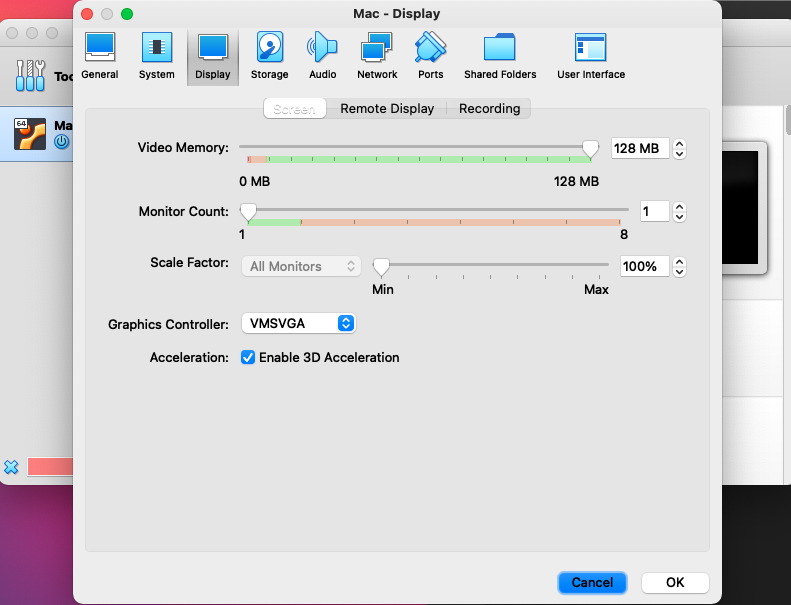 Mac - Display
General System Display Storage Audio Network Ports Shared Folders User Interface
Too
64
Ma
Screen Remote Display Recording
Video Memory: 128 MB
0 MB 128 MB
Monitor Count: 1
1 8
Scale Factor: All Monitors 100%
Min Max
Graphics Controller: VMSVGA
Acceleration: Enable 3D Acceleration
Cancel OK